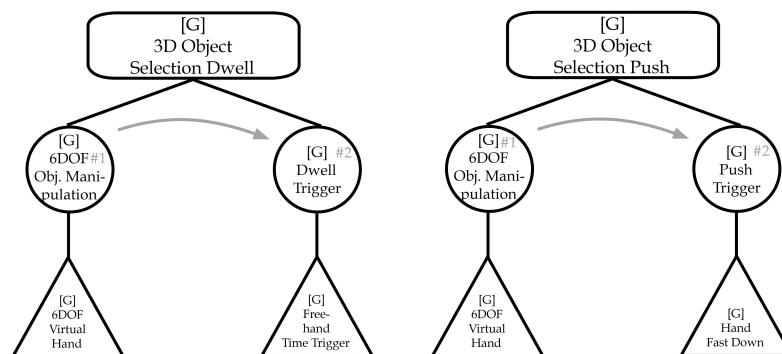 [G]
3D Object
Selection Dwell
[G]
6DOF #1
Obj. Mani-
pulation
[G] #2
Dwell
Trigger
[G]
6DOF
Virtual
Hand
[G]
Free-
hand
Time Trigger
[G]
3D Object
Selection Push
[G] #1
6DOF
Obj. Mani-
pulation
[G] #2
Push
Trigger
[G]
6DOF
Virtual
Hand
[G]
Hand
Fast Down